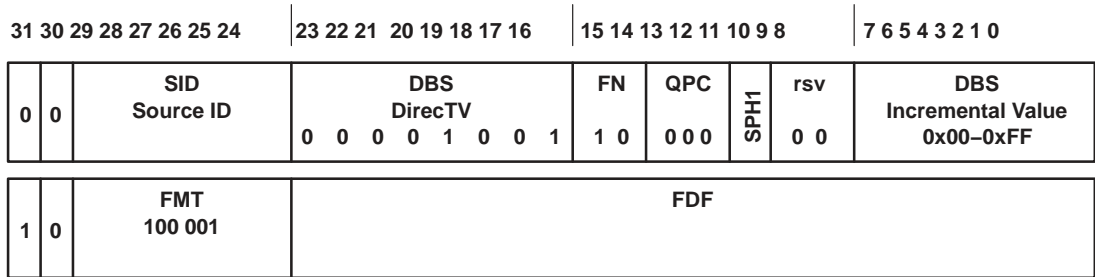 31 30 29 28 27 26 25 24 23 22 21 20 19 18 17 16 15 14 13 12 11 10 9 8 7 6 5 4 3 2 1 0
0 0 SID DBS FN QPC SPH1 rsv DBS
Source ID DirecTV Incremental Value
0 0 0 0 1 0 0 1 1 0 0 0 0 0 0 0x00–0xFF
1 0 FMT FDF
100 001